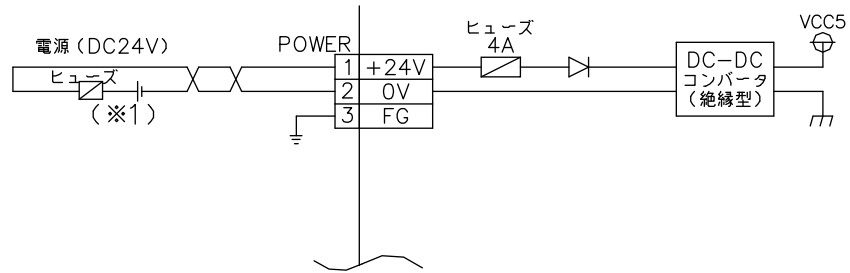 電源(DC24V)
ヒューズ
(※1)
POWER
1 +24V
2 0V
3 FG
ヒューズ
4A
DC-DC
コンバータ
(絶縁型)
VCC5